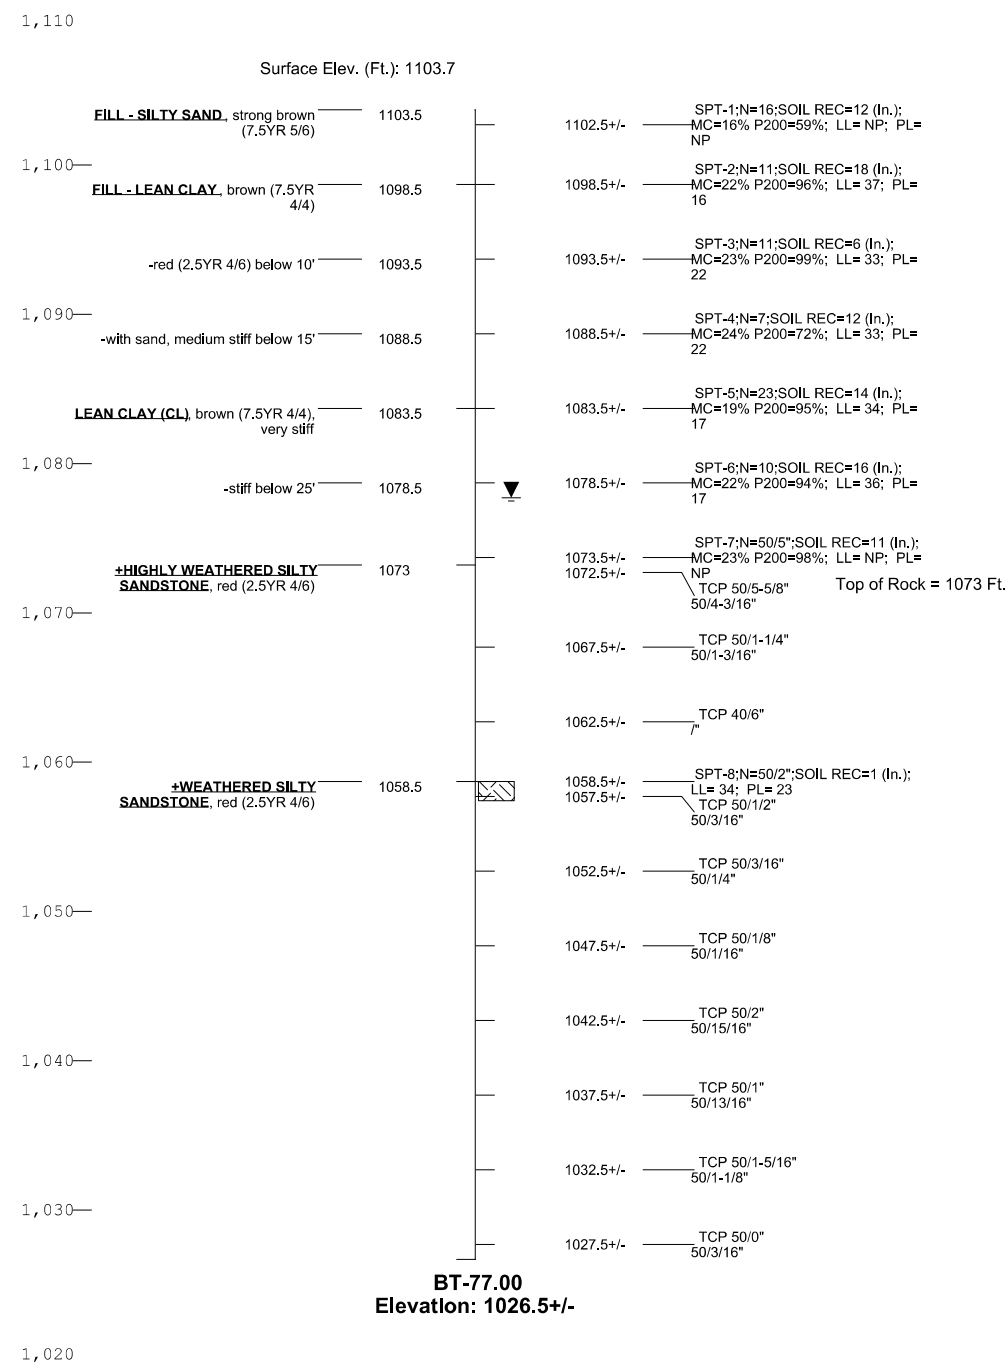 1,110
Surface Elev. (Ft.): 1103.7
FILL - SILTY SAND, strong brown
(7.5YR 5/6)
1103.5
1102.5+/-
SPT-1;N=16;SOIL REC=12 (In.);
MC=16% P200=59%; LL= NP; PL=
NP
1,100
FILL - LEAN CLAY, brown (7.5YR
4/4)
1098.5
1098.5+/-
SPT-2;N=11;SOIL REC=18 (In.);
MC=22% P200=96%; LL= 37; PL=
16
-red (2.5YR 4/6) below 10'
1093.5
1093.5+/-
SPT-3;N=11;SOIL REC=6 (In.);
MC=23% P200=99%; LL= 33; PL=
22
1,090
-with sand, medium stiff below 15'
1088.5
1088.5+/-
SPT-4;N=7;SOIL REC=12 (In.);
MC=24% P200=72%; LL= 33; PL=
22
LEAN CLAY (CL), brown (7.5YR 4/4),
very stiff
1083.5
1083.5+/-
SPT-5;N=23;SOIL REC=14 (In.);
MC=19% P200=95%; LL= 34; PL=
17
1,080
-stiff below 25'
1078.5
1078.5+/-
SPT-6;N=10;SOIL REC=16 (In.);
MC=22% P200=94%; LL= 36; PL=
17
+HIGHLY WEATHERED SILTY
SANDSTONE, red (2.5YR 4/6)
1073
1073.5+/-
SPT-7;N=50/5";SOIL REC=11 (In.);
MC=23% P200=98%; LL= NP; PL=
NP
1072.5+/-
TCP 50/5-5/8"
50/4-3/16"
Top of Rock = 1073 Ft.
1,070
1067.5+/-
TCP 50/1-1/4"
50/1-3/16"
1062.5+/-
TCP 40/6"
/"
1,060
+WEATHERED SILTY
SANDSTONE, red (2.5YR 4/6)
1058.5
1058.5+/-
SPT-8;N=50/2";SOIL REC=1 (In.);
LL= 34; PL= 23
1057.5+/-
TCP 50/1/2"
50/3/16"
1052.5+/-
TCP 50/3/16"
50/1/4"
1,050
1047.5+/-
TCP 50/1/8"
50/1/16"
1042.5+/-
TCP 50/2"
50/15/16"
1,040
1037.5+/-
TCP 50/1"
50/13/16"
1032.5+/-
TCP 50/1-5/16"
50/1-1/8"
1,030
1027.5+/-
TCP 50/0"
50/3/16"
BT-77.00
Elevation: 1026.5+/-
1,020